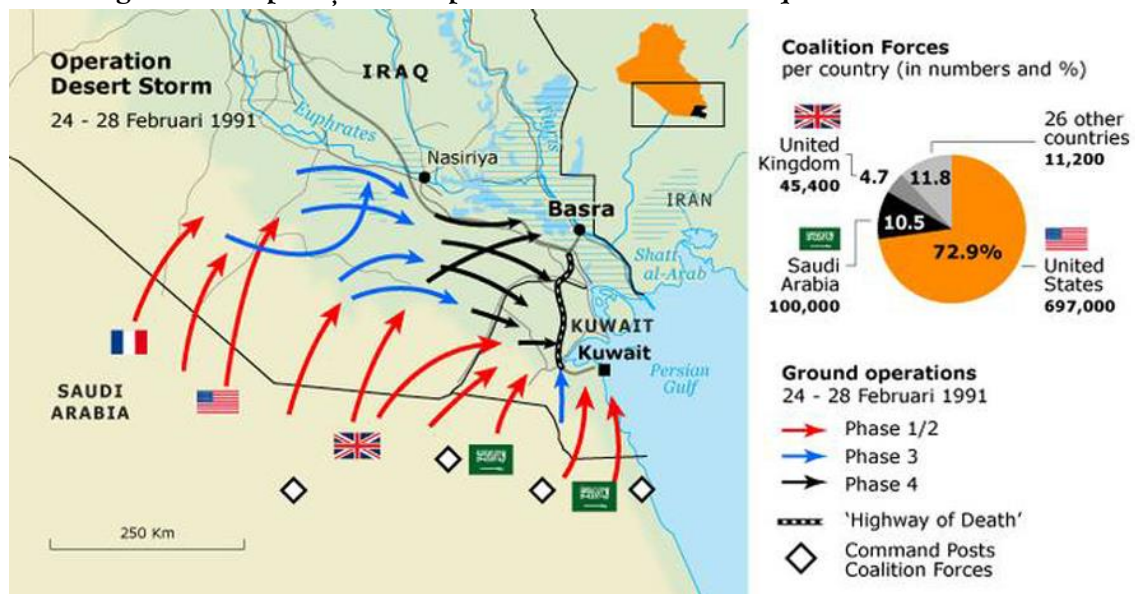 Operation
Desert Storm
24 - 28 Februari 1991
IRAQ
Euphrates
Nasiriya
Tigris
Basra
IRAN
Shatt
al-Arab
KUWAIT
Kuwait
Persian
Gulf
SAUDI
ARABIA
250 Km
Coalition Forces
per country (in numbers and %)
United
Kingdom
45,400
4.7
11.8
26 other
countries
11,200
10.5
72.9%
Saudi
Arabia
100,000
United
States
697,000
Ground operations
24 - 28 Februari 1991
Phase 1/2
Phase 3
Phase 4
'Highway of Death'
Command Posts
Coalition Forces